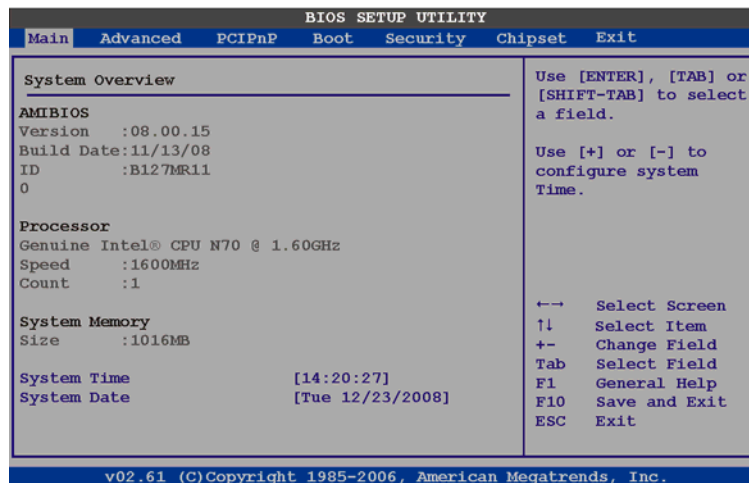 BIOS SETUP UTILITY
Main Advanced PCIPnP Boot Security Chipset Exit
System Overview
AMIBIOS
Version :08.00.15
Build Date:11/13/08
ID :B127MR11
0
Processor
Genuine Intel® CPU N70 @ 1.60GHz
Speed :1600MHz
Count :1
System Memory
Size :1016MB
System Time [14:20:27]
System Date [Tue 12/23/2008]
Use [ENTER], [TAB] or
[SHIFT-TAB] to select
a field.
Use [+] or [-] to
configure system
Time.
←→ Select Screen
↑↓ Select Item
+- Change Field
Tab Select Field
F1 General Help
F10 Save and Exit
ESC Exit
v02.61 (C)Copyright 1985-2006, American Megatrends, Inc.